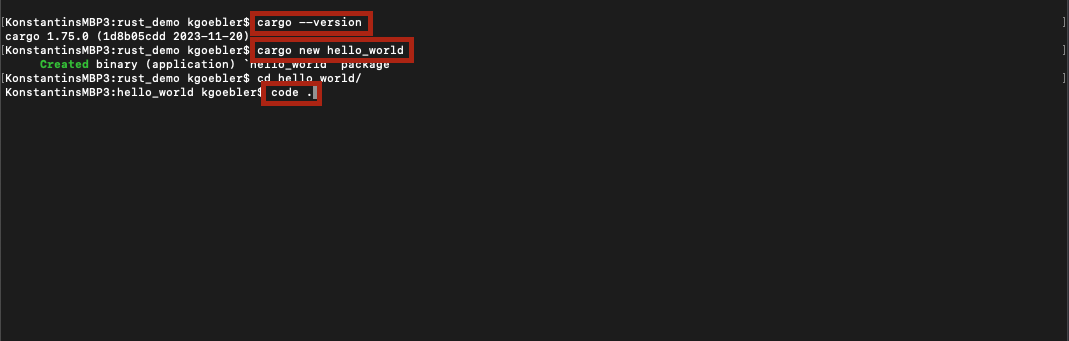 [KonstantinsMBP3:rust_demo kgoebler$ cargo --version ]
cargo 1.75.0 (1d8b05cdd 2023-11-20)
[KonstantinsMBP3:rust_demo kgoebler$ cargo new hello_world ]
Created binary (application) `hello_world` package
[KonstantinsMBP3:rust_demo kgoebler$ cd hello_world/ ]
KonstantinsMBP3:hello_world kgoebler$ code .